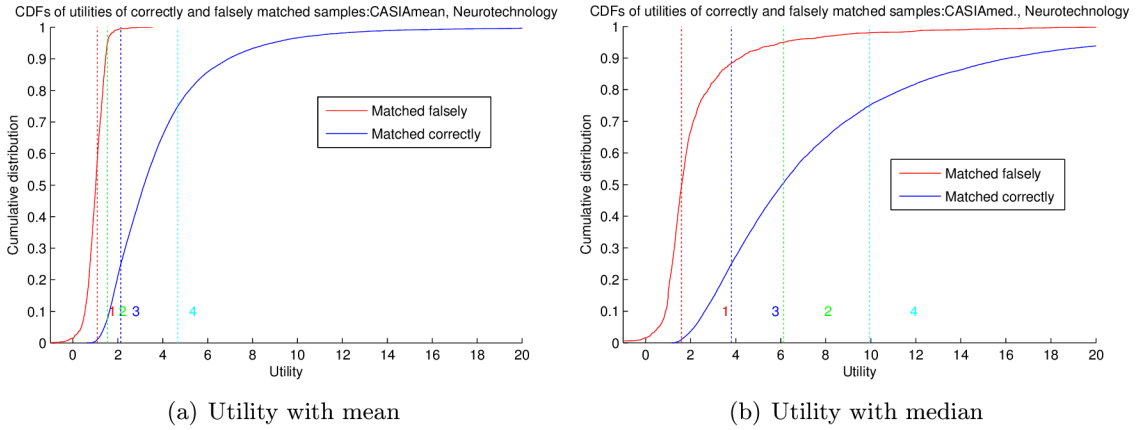 CDFs of utilities of correctly and falsely matched samples:CASIAmean, Neurotechnology
1
0.9
0.8
0.7
0.6
0.5
0.4
0.3
0.2
0.1
0
Cumulative distribution
Matched falsely
Matched correctly
1 2 3 4
0 2 4 6 8 10 12 14 16 18 20
Utility
(a) Utility with mean
CDFs of utilities of correctly and falsely matched samples:CASIAmed., Neurotechnology
1
0.9
0.8
0.7
0.6
0.5
0.4
0.3
0.2
0.1
0
Cumulative distribution
Matched falsely
Matched correctly
1 3 2 4
0 2 4 6 8 10 12 14 16 18 20
Utility
(b) Utility with median